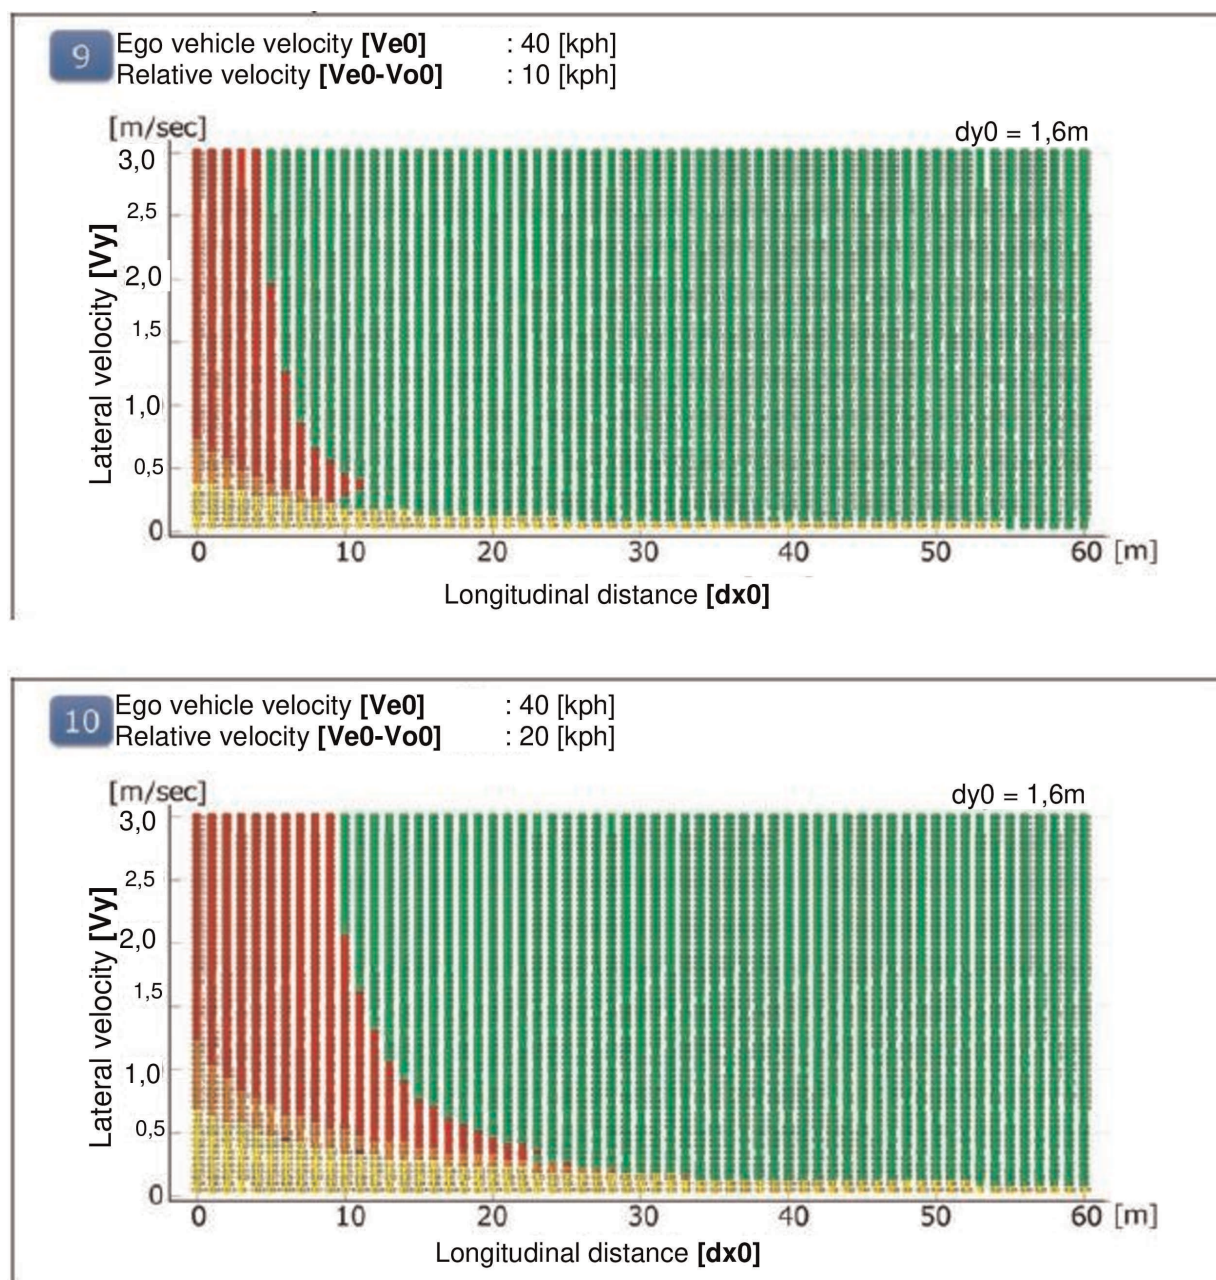 9
Ego vehicle velocity [Ve0] : 40 [kph]
Relative velocity [Ve0-Vo0] : 10 [kph]
[m/sec]
dy0 = 1,6m
3,0
2,5
2,0
1,5
1,0
0,5
0
Lateral velocity [Vy]
0 10 20 30 40 50 60 [m]
Longitudinal distance [dx0]
10
Ego vehicle velocity [Ve0] : 40 [kph]
Relative velocity [Ve0-Vo0] : 20 [kph]
[m/sec]
dy0 = 1,6m
3,0
2,5
2,0
1,5
1,0
0,5
0
Lateral velocity [Vy]
0 10 20 30 40 50 60 [m]
Longitudinal distance [dx0]